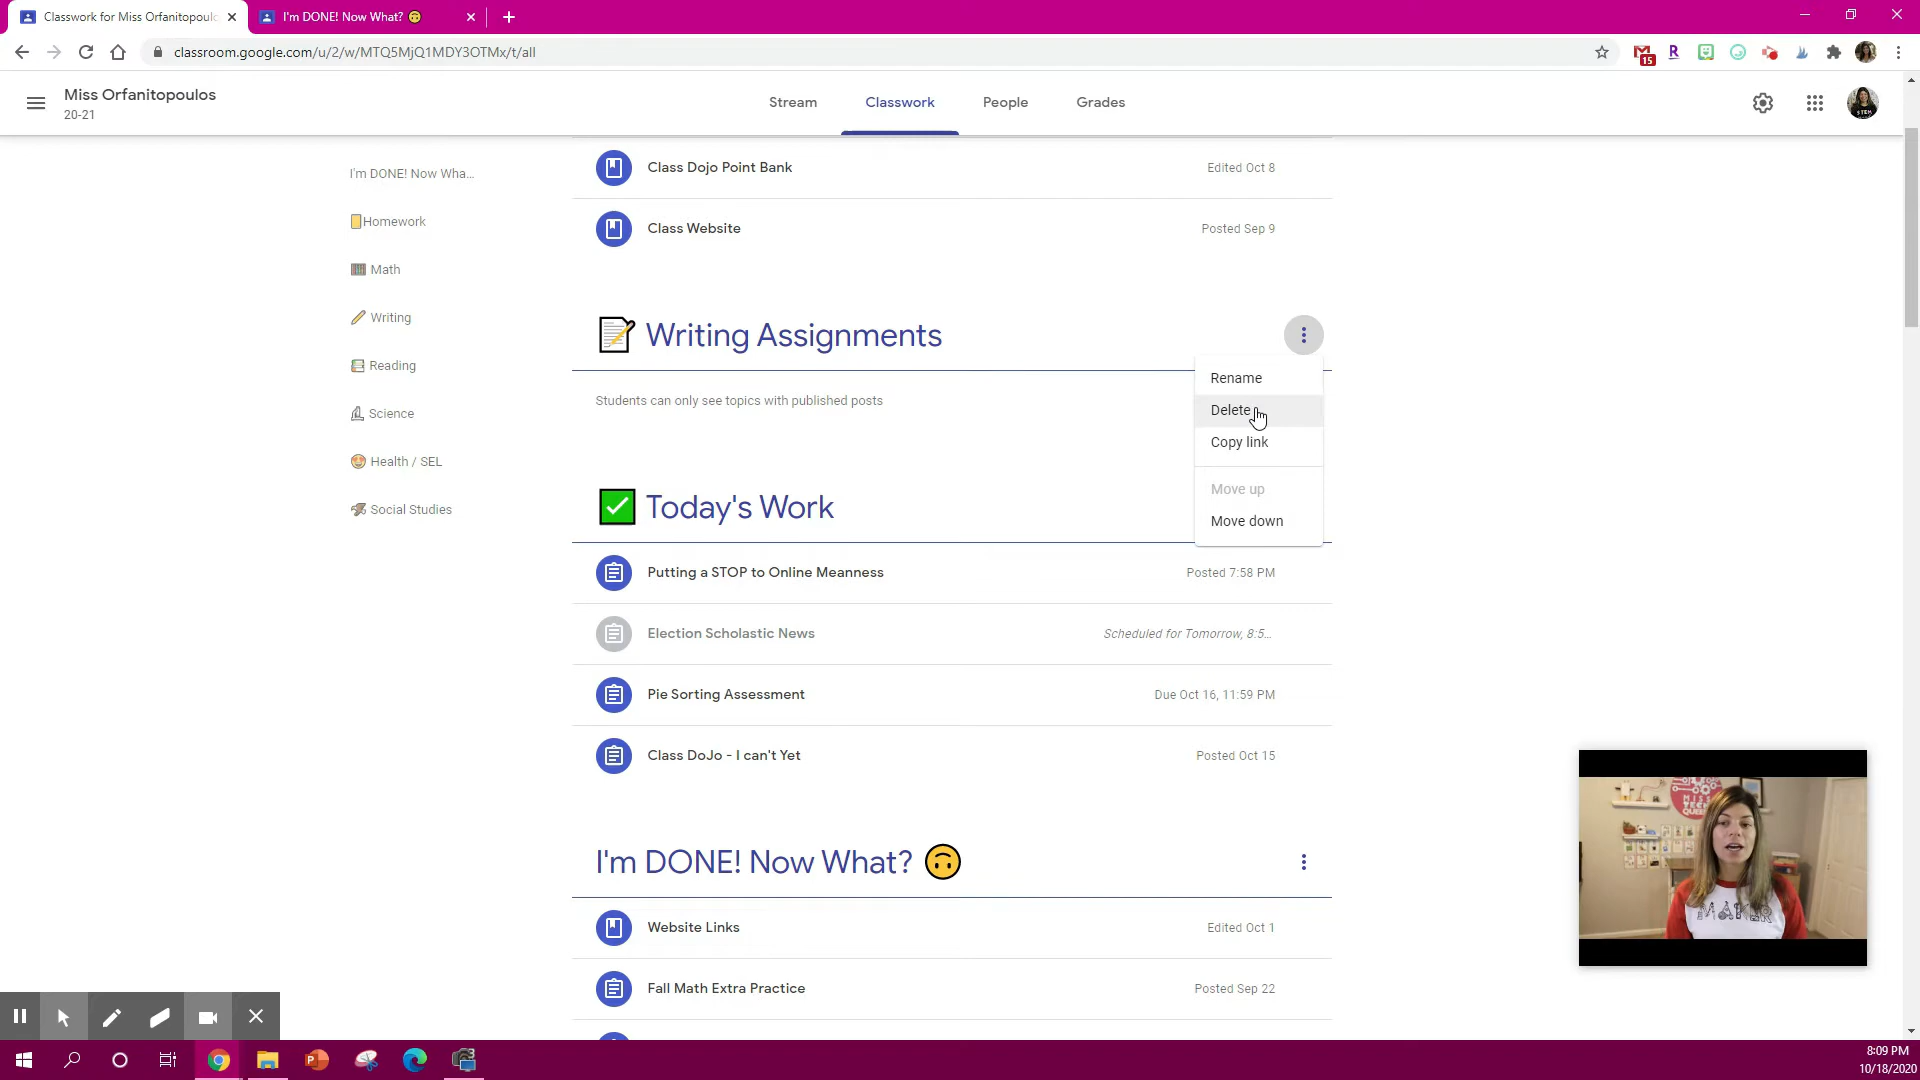 Classwork for Miss Orfanitopoulo
I'm DONE! Now What? 🙃
classroom.google.com/u/2/w/MTQ5MjQ1MDY3OTMx/t/all
15
Miss Orfanitopoulos
20-21
Stream
Classwork
People
Grades
I'm DONE! Now Wha...
Homework
Math
Writing
Reading
Science
Health / SEL
Social Studies
Class Dojo Point Bank
Edited Oct 8
Class Website
Posted Sep 9
Writing Assignments
Students can only see topics with published posts
Rename
Delete
Copy link
Move up
Move down
Today's Work
Putting a STOP to Online Meanness
Posted 7:58 PM
Election Scholastic News
Scheduled for Tomorrow, 8:5...
Pie Sorting Assessment
Due Oct 16, 11:59 PM
Class DoJo - I can't Yet
Posted Oct 15
I'm DONE! Now What? 🙃
Website Links
Edited Oct 1
Fall Math Extra Practice
Posted Sep 22
MISS
TECH
QUEEN
MAKER
8:09 PM
10/18/2020